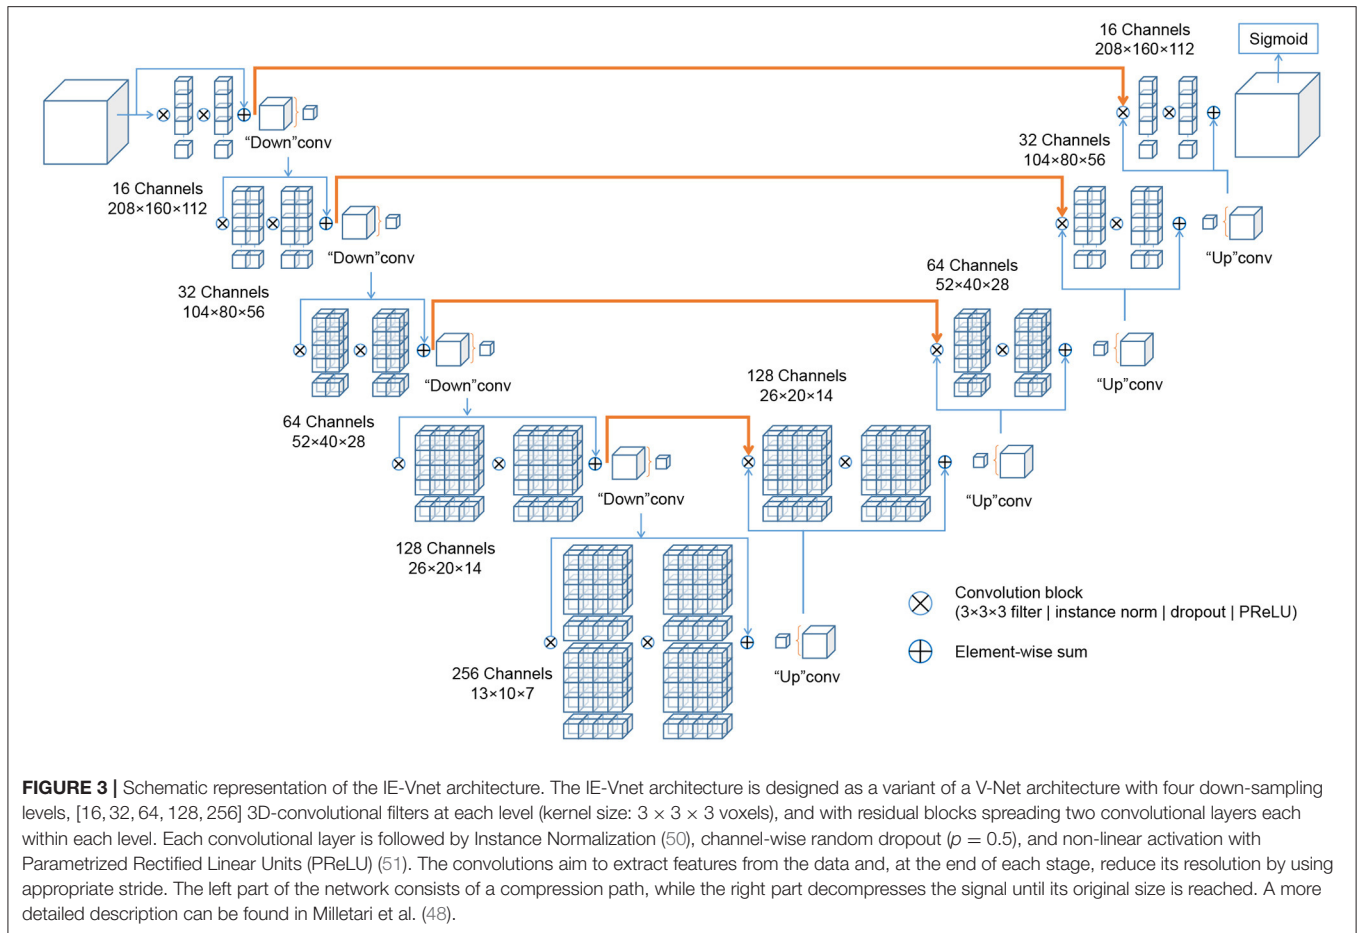 16 Channels
208×160×112
Sigmoid
"Down"conv
32 Channels
104×80×56
16 Channels
208×160×112
"Down"conv
"Up"conv
64 Channels
52×40×28
32 Channels
104×80×56
"Down"conv
128 Channels
26×20×14
"Up"conv
64 Channels
52×40×28
"Down"conv
"Up"conv
128 Channels
26×20×14
Convolution block
(3×3×3 filter | instance norm | dropout | PReLU)
Element-wise sum
256 Channels
13×10×7
"Up"conv
FIGURE 3 | Schematic representation of the IE-Vnet architecture. The IE-Vnet architecture is designed as a variant of a V-Net architecture with four down-sampling
levels, [16, 32, 64, 128, 256] 3D-convolutional filters at each level (kernel size: 3 × 3 × 3 voxels), and with residual blocks spreading two convolutional layers each
within each level. Each convolutional layer is followed by Instance Normalization (50), channel-wise random dropout (p = 0.5), and non-linear activation with
Parametrized Rectified Linear Units (PReLU) (51). The convolutions aim to extract features from the data and, at the end of each stage, reduce its resolution by using
appropriate stride. The left part of the network consists of a compression path, while the right part decompresses the signal until its original size is reached. A more
detailed description can be found in Milletari et al. (48).